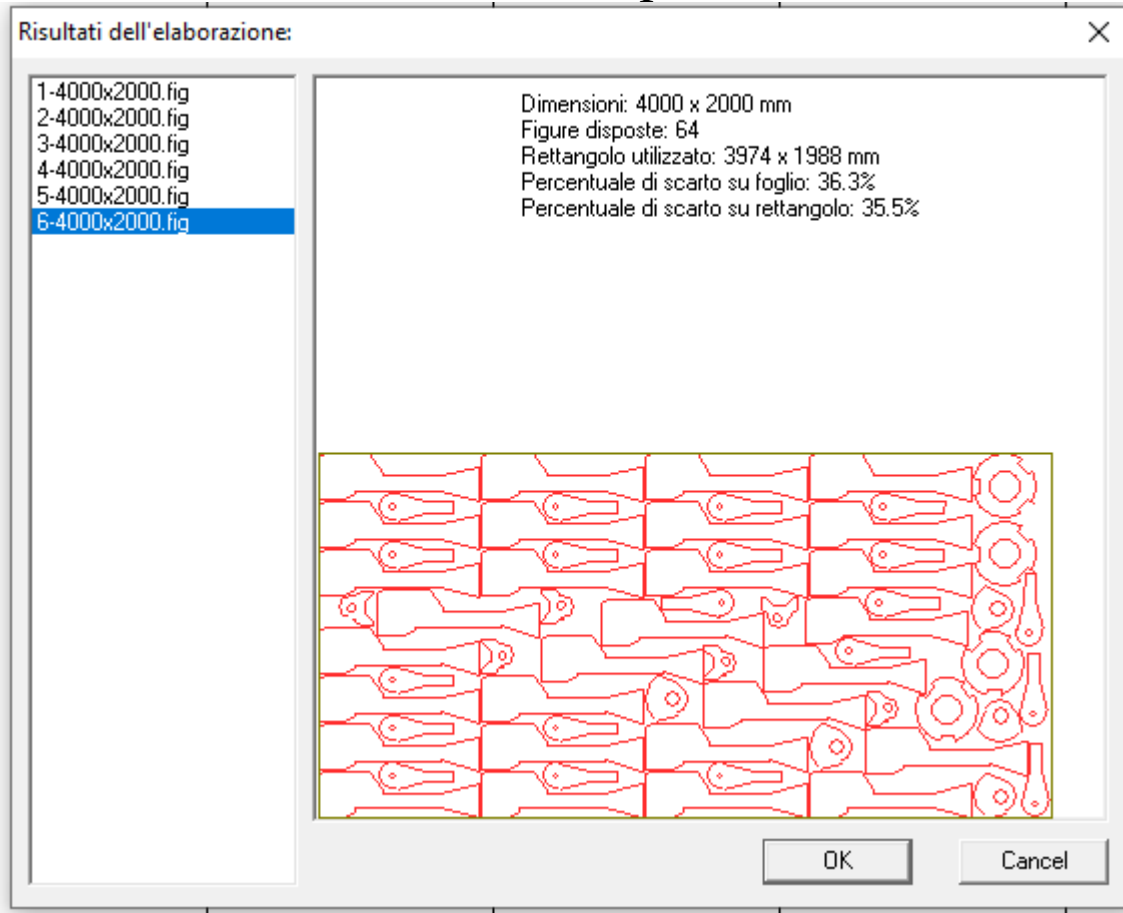 Risultati dell'elaborazione:
1-4000x2000.fig
2-4000x2000.fig
3-4000x2000.fig
4-4000x2000.fig
5-4000x2000.fig
6-4000x2000.fig
Dimensioni: 4000 x 2000 mm
Figure disposte: 64
Rettangolo utilizzato: 3974 x 1988 mm
Percentuale di scarto su foglio: 36.3%
Percentuale di scarto su rettangolo: 35.5%
OK
Cancel